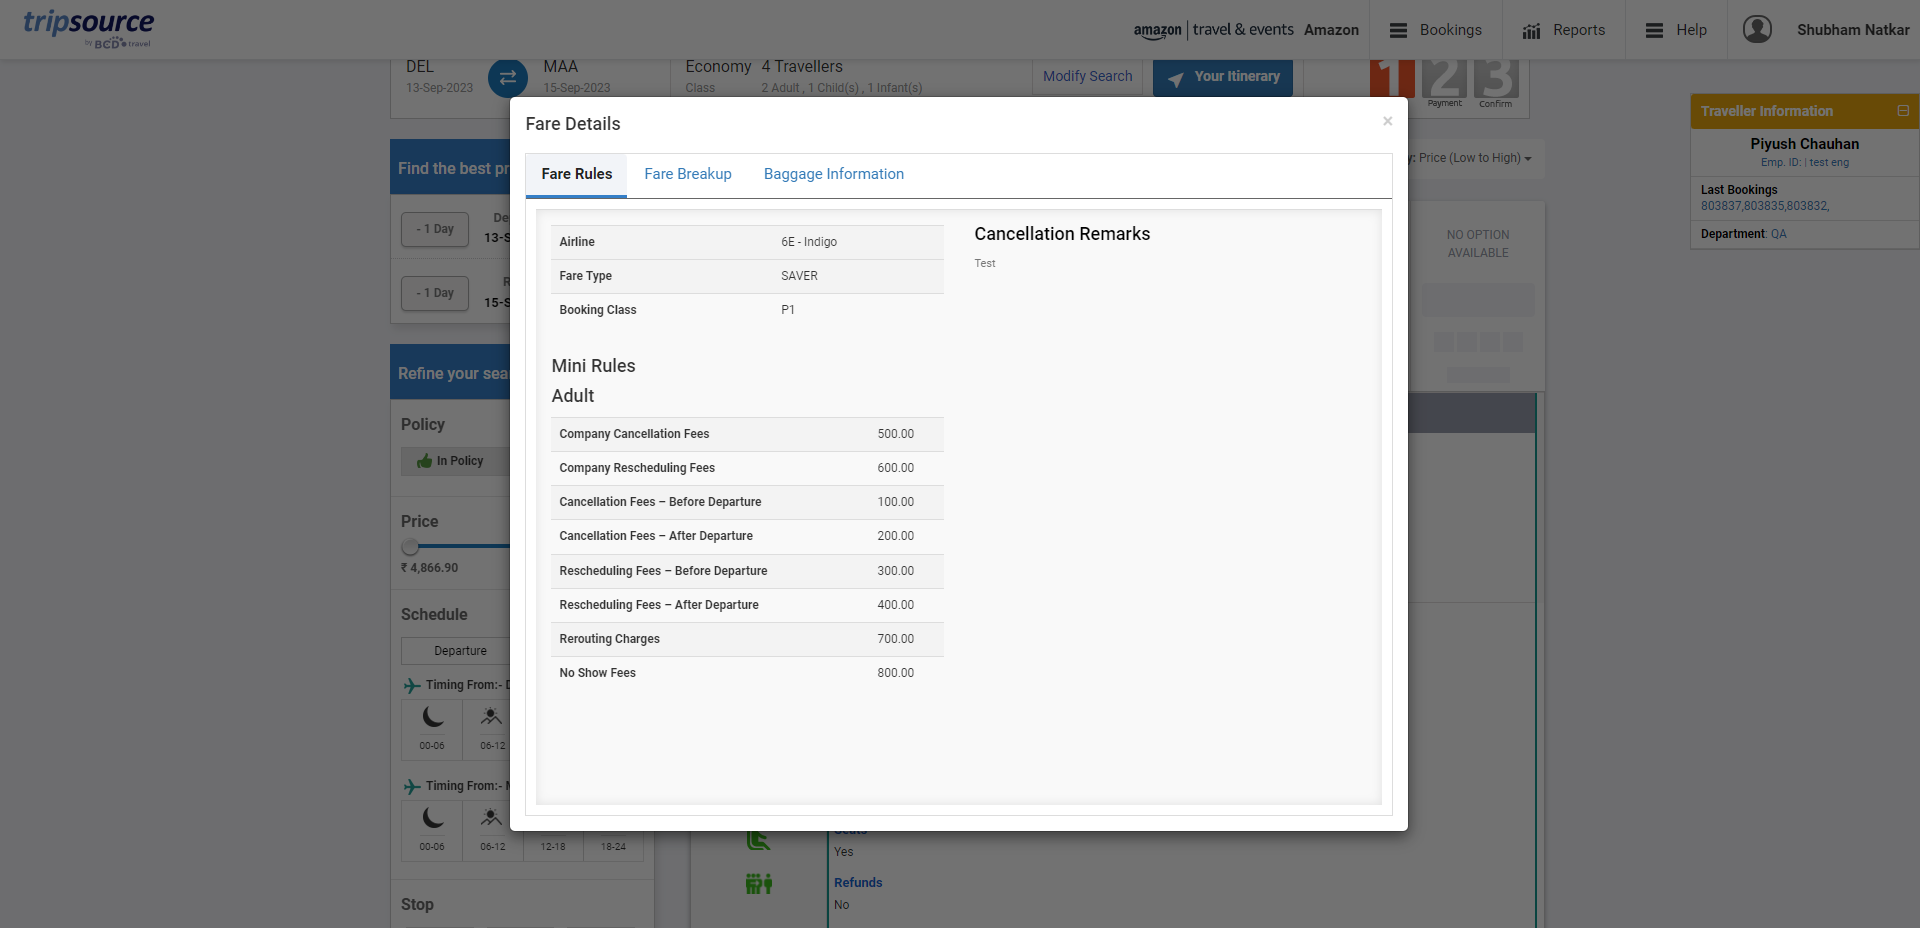 tripsource
by BCD travel
amazon | travel & events Amazon
Bookings
Reports
Help
Shubham Natkar
DEL
13-Sep-2023
MAA
15-Sep-2023
Economy
Class
4 Travellers
2 Adult , 1 Child(s) , 1 Infant(s)
Modify Search
Your Itinerary
1
2
Payment
3
Confirm
Traveller Information
Piyush Chauhan
Emp. ID: | test eng
Last Bookings
803837,803835,803832,
Department: QA
Find the best pr
- 1 Day
De
13-S
- 1 Day
R
15-S
Price (Low to High)
NO OPTION
AVAILABLE
Refine your sea
Policy
In Policy
Price
₹ 4,866.90
Schedule
Departure
Timing From:- D
00-06
06-12
Timing From:-
00-06
06-12
12-18
18-24
Stop
Fare Details
×
Fare Rules
Fare Breakup
Baggage Information
Airline 6E - Indigo
Fare Type SAVER
Booking Class P1
Cancellation Remarks
Test
Mini Rules
Adult
Company Cancellation Fees 500.00
Company Rescheduling Fees 600.00
Cancellation Fees – Before Departure 100.00
Cancellation Fees – After Departure 200.00
Rescheduling Fees – Before Departure 300.00
Rescheduling Fees – After Departure 400.00
Rerouting Charges 700.00
No Show Fees 800.00
Yes
Refunds
No